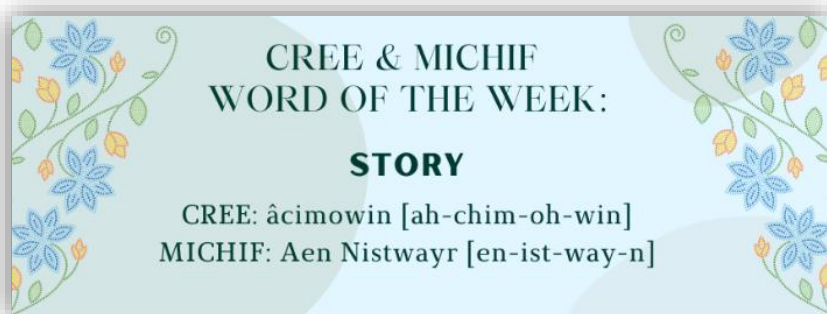 CREE & MICHIF
WORD OF THE WEEK:
STORY
CREE: âcimowin [ah-chim-oh-win]
MICHIF: Aen Nistwayr [en-ist-way-n]